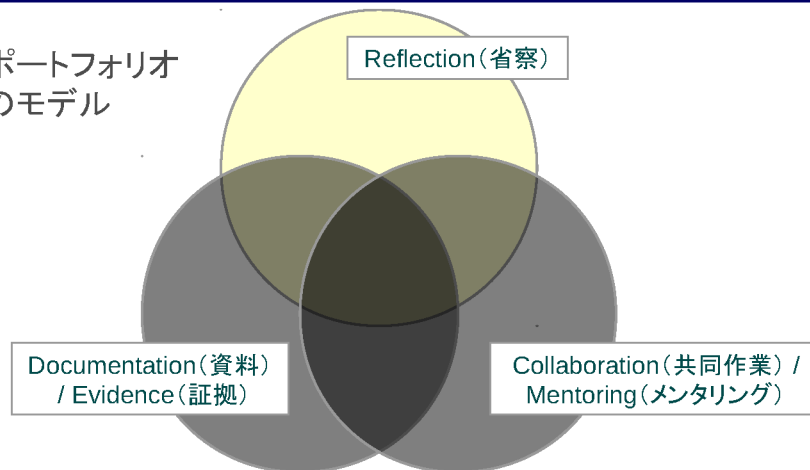 ポートフォリオ
のモデル
Reflection（省察）
Documentation（資料）
/ Evidence（証拠）
Collaboration（共同作業） /
Mentoring（メンタリング）